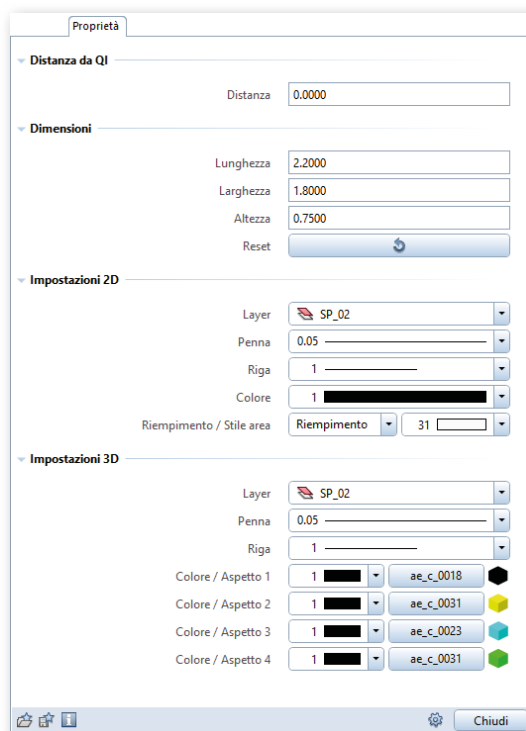 Proprietà
Distanza da QI
Distanza 0.0000
Dimensioni
Lunghezza 2.2000
Larghezza 1.8000
Altezza 0.7500
Reset
Impostazioni 2D
Layer SP_02
Penna 0.05
Riga 1
Colore 1
Riempimento / Stile area Riempimento 31
Impostazioni 3D
Layer SP_02
Penna 0.05
Riga 1
Colore / Aspetto 1 1 ae_c_0018
Colore / Aspetto 2 1 ae_c_0031
Colore / Aspetto 3 1 ae_c_0023
Colore / Aspetto 4 1 ae_c_0031
Chiudi